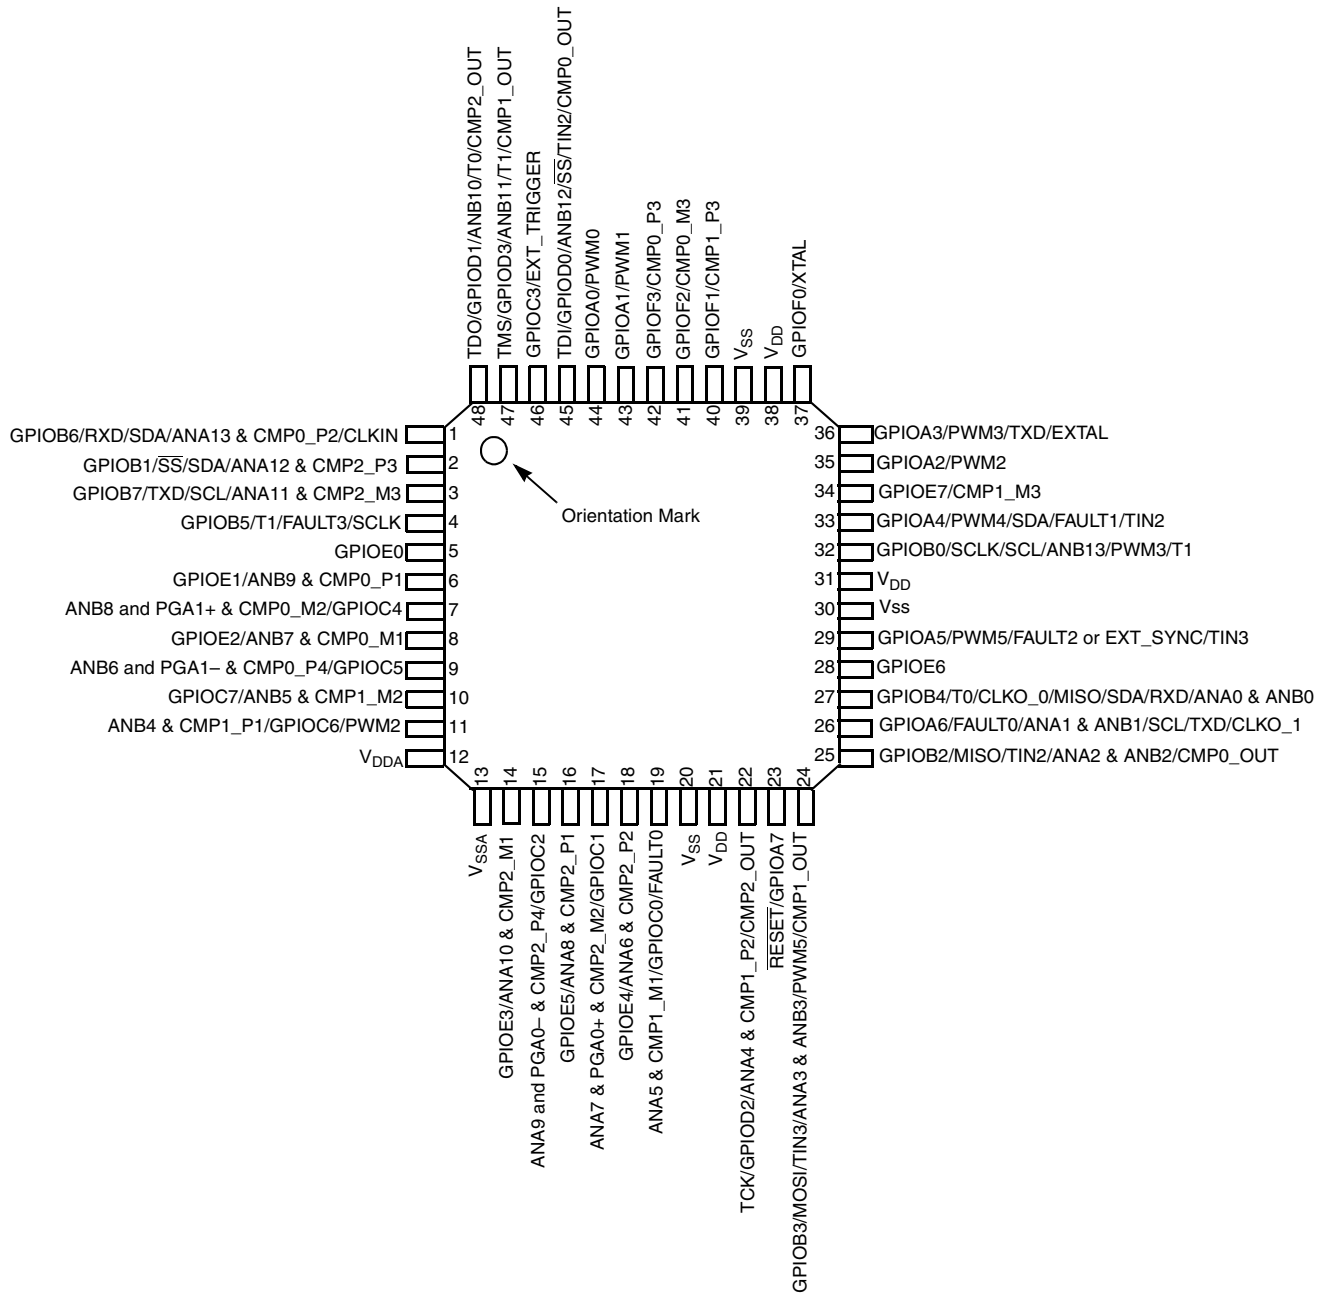 TDO/GPIOD1/ANB10/T0/CMP2_OUT
TMS/GPIOD3/ANB11/T1/CMP1_OUT
GPIOC3/EXT_TRIGGER
TDI/GPIOD0/ANB12/S̅S̅/TIN2/CMP0_OUT
GPIOA0/PWM0
GPIOA1/PWM1
GPIOF3/CMP0_P3
GPIOF2/CMP0_M3
GPIOF1/CMP1_P3
VSS
VDD
GPIOF0/XTAL
48
47
46
45
44
43
42
41
40
39
38
37
GPIOB6/RXD/SDA/ANA13 & CMP0_P2/CLKIN 1
GPIOB1/S̅S̅/SDA/ANA12 & CMP2_P3 2
GPIOB7/TXD/SCL/ANA11 & CMP2_M3 3
GPIOB5/T1/FAULT3/SCLK 4
GPIOE0 5
GPIOE1/ANB9 & CMP0_P1 6
ANB8 and PGA1+ & CMP0_M2/GPIOC4 7
GPIOE2/ANB7 & CMP0_M1 8
ANB6 and PGA1– & CMP0_P4/GPIOC5 9
GPIOC7/ANB5 & CMP1_M2 10
ANB4 & CMP1_P1/GPIOC6/PWM2 11
VDDA 12
Orientation Mark
36 GPIOA3/PWM3/TXD/EXTAL
35 GPIOA2/PWM2
34 GPIOE7/CMP1_M3
33 GPIOA4/PWM4/SDA/FAULT1/TIN2
32 GPIOB0/SCLK/SCL/ANB13/PWM3/T1
31 VDD
30 Vss
29 GPIOA5/PWM5/FAULT2 or EXT_SYNC/TIN3
28 GPIOE6
27 GPIOB4/T0/CLKO_0/MISO/SDA/RXD/ANA0 & ANB0
26 GPIOA6/FAULT0/ANA1 & ANB1/SCL/TXD/CLKO_1
25 GPIOB2/MISO/TIN2/ANA2 & ANB2/CMP0_OUT
13
14
15
16
17
18
19
20
21
22
23
24
VSSA
GPIOE3/ANA10 & CMP2_M1
ANA9 and PGA0– & CMP2_P4/GPIOC2
GPIOE5/ANA8 & CMP2_P1
ANA7 & PGA0+ & CMP2_M2/GPIOC1
GPIOE4/ANA6 & CMP2_P2
ANA5 & CMP1_M1/GPIOC0/FAULT0
VSS
VDD
TCK/GPIOD2/ANA4 & CMP1_P2/CMP2_OUT
R̅E̅S̅E̅T̅/GPIOA7
GPIOB3/MOSI/TIN3/ANA3 & ANB3/PWM5/CMP1_OUT